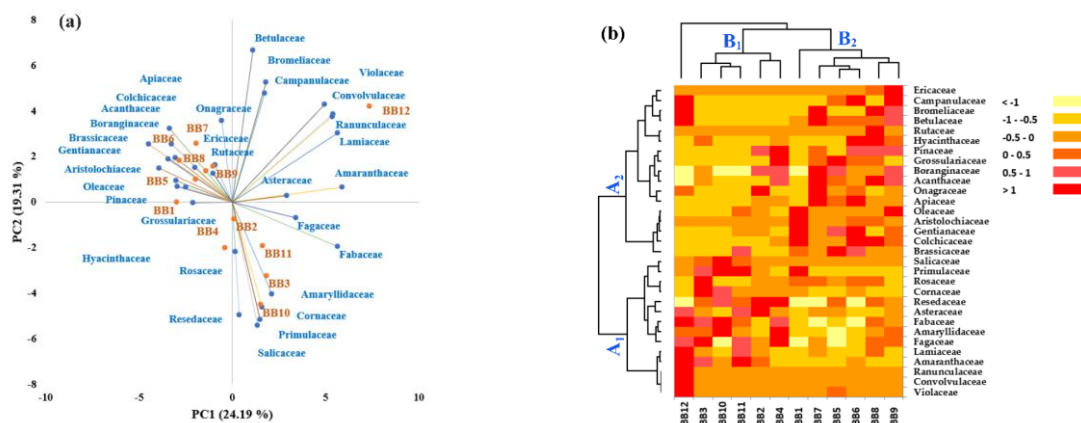 (a)
8
6
4
2
0
-2
-4
-6
-8
-10
-5
0
5
10
PC2 (19.31 %)
PC1 (24.19 %)
Betulaceae
Bromeliaceae
Campanulaceae
Violaceae
Convolvulaceae
BB12
Ranunculaceae
Lamiaceae
Apiaceae
Colchicaceae
Acanthaceae
Onagraceae
Boranginaceae
BB7
Brassicaceae
BB6
Ericaceae
Gentianaceae
BB8
Rutaceae
BB9
Aristolochiaceae
BB5
Asteraceae
Amaranthaceae
Oleaceae
Pinaceae
BB1
Grossulariaceae
BB2
Fagaceae
BB4
BB11
Fabaceae
Hyacinthaceae
Rosaceae
BB3
Amaryllidaceae
Resedaceae
BB10
Cornaceae
Primulaceae
Salicaceae
(b)
B1
B2
A2
A1
Ericaceae
Campanulaceae
Bromeliaceae
Betulaceae
Rutaceae
Hyacinthaceae
Pinaceae
Grossulariaceae
Boranginaceae
Acanthaceae
Onagraceae
Apiaceae
Oleaceae
Aristolochiaceae
Gentianaceae
Colchicaceae
Brassicaceae
Salicaceae
Primulaceae
Rosaceae
Cornaceae
Resedaceae
Asteraceae
Fabaceae
Amaryllidaceae
Fagaceae
Lamiaceae
Amaranthaceae
Ranunculaceae
Convolvulaceae
Violaceae
BB12
BB3
BB10
BB11
BB2
BB4
BB1
BB7
BB5
BB6
BB8
BB9
< -1
-1 - -0.5
-0.5 - 0
0 - 0.5
0.5 - 1
> 1